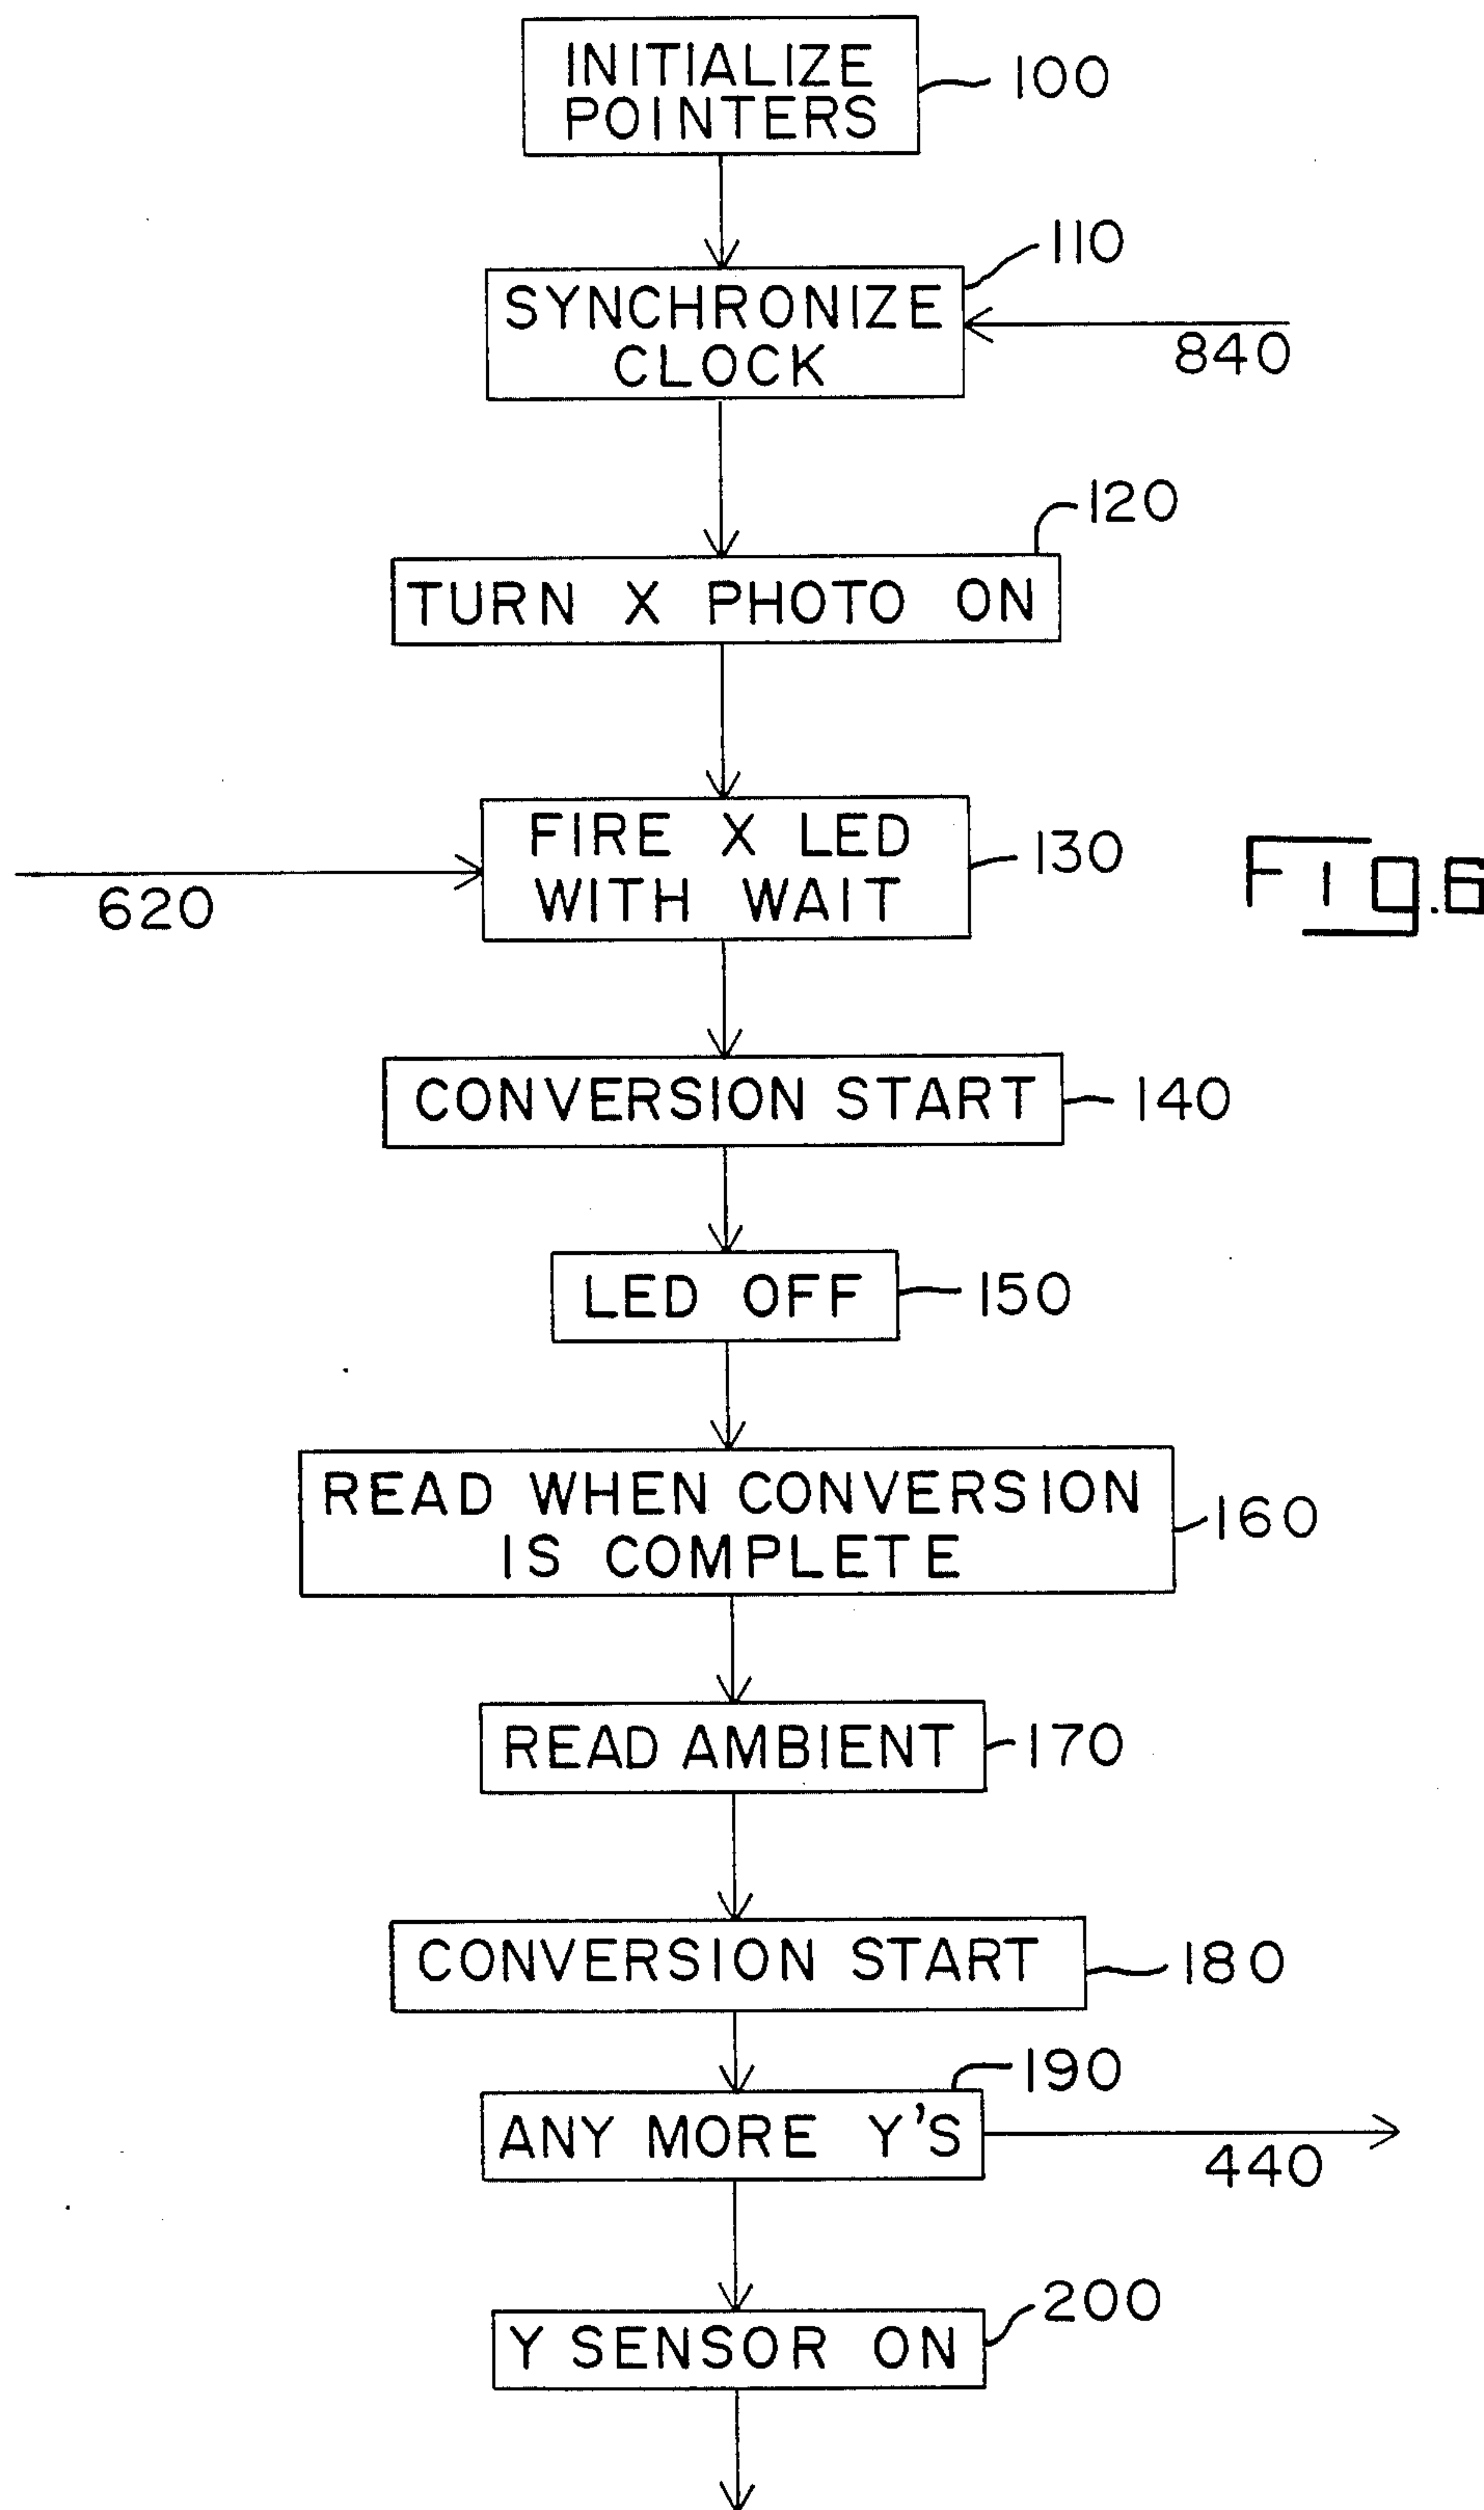 INITIALIZE
POINTERS
100
110
SYNCHRONIZE
CLOCK
840
120
TURN X PHOTO ON
FIRE X LED
WITH WAIT
130
620
FIG.6
CONVERSION START
140
LED OFF
150
READ WHEN CONVERSION
IS COMPLETE
160
READ AMBIENT
170
CONVERSION START
180
190
ANY MORE Y'S
440
200
Y SENSOR ON